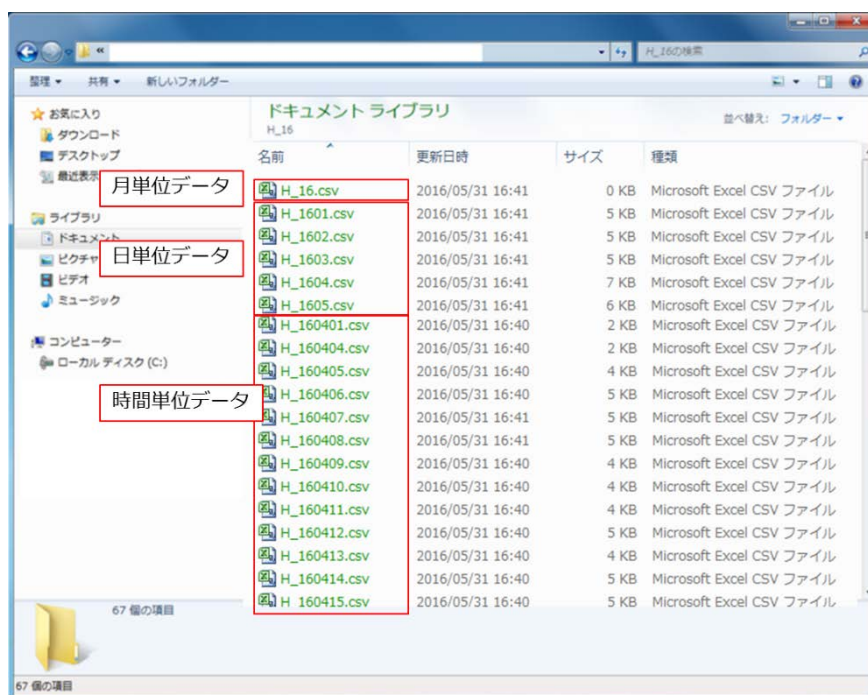 «
H_16の検索
整理 ▼ 共有 ▼ 新しいフォルダー
お気に入り
ダウンロード
デスクトップ
最近表示
ライブラリ
ドキュメント
ピクチャ
ビデオ
ミュージック
コンピューター
ローカル ディスク (C:)
月単位データ
日単位データ
時間単位データ
ドキュメント ライブラリ
H_16
並べ替え: フォルダー ▼
名前 更新日時 サイズ 種類
H_16.csv 2016/05/31 16:41 0 KB Microsoft Excel CSV ファイル
H_1601.csv 2016/05/31 16:41 5 KB Microsoft Excel CSV ファイル
H_1602.csv 2016/05/31 16:41 5 KB Microsoft Excel CSV ファイル
H_1603.csv 2016/05/31 16:41 5 KB Microsoft Excel CSV ファイル
H_1604.csv 2016/05/31 16:41 7 KB Microsoft Excel CSV ファイル
H_1605.csv 2016/05/31 16:41 6 KB Microsoft Excel CSV ファイル
H_160401.csv 2016/05/31 16:40 2 KB Microsoft Excel CSV ファイル
H_160404.csv 2016/05/31 16:40 2 KB Microsoft Excel CSV ファイル
H_160405.csv 2016/05/31 16:40 4 KB Microsoft Excel CSV ファイル
H_160406.csv 2016/05/31 16:40 5 KB Microsoft Excel CSV ファイル
H_160407.csv 2016/05/31 16:41 5 KB Microsoft Excel CSV ファイル
H_160408.csv 2016/05/31 16:41 5 KB Microsoft Excel CSV ファイル
H_160409.csv 2016/05/31 16:40 4 KB Microsoft Excel CSV ファイル
H_160410.csv 2016/05/31 16:40 4 KB Microsoft Excel CSV ファイル
H_160411.csv 2016/05/31 16:40 4 KB Microsoft Excel CSV ファイル
H_160412.csv 2016/05/31 16:40 5 KB Microsoft Excel CSV ファイル
H_160413.csv 2016/05/31 16:40 4 KB Microsoft Excel CSV ファイル
H_160414.csv 2016/05/31 16:40 5 KB Microsoft Excel CSV ファイル
H_160415.csv 2016/05/31 16:40 5 KB Microsoft Excel CSV ファイル
67 個の項目
67 個の項目